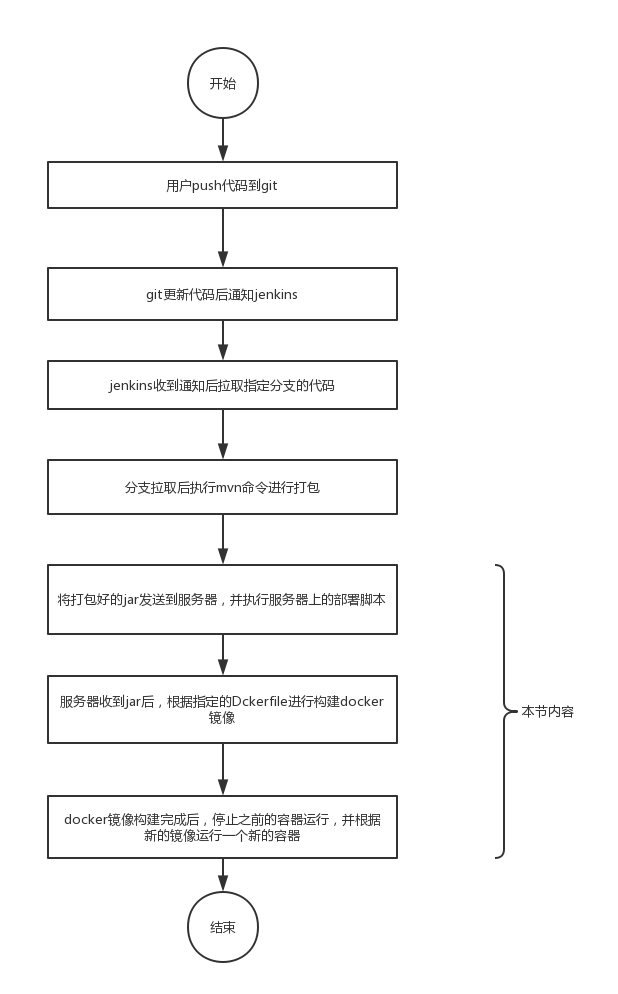 开始
用户push代码到git
git更新代码后通知jenkins
jenkins收到通知后拉取指定分支的代码
分支拉取后执行mvn命令进行打包
将打包好的jar发送到服务器，并执行服务器上的部署脚本
服务器收到jar后，根据指定的Dckerfile进行构建docker
镜像
本节内容
docker镜像构建完成后，停止之前的容器运行，并根据
新的镜像运行一个新的容器
结束